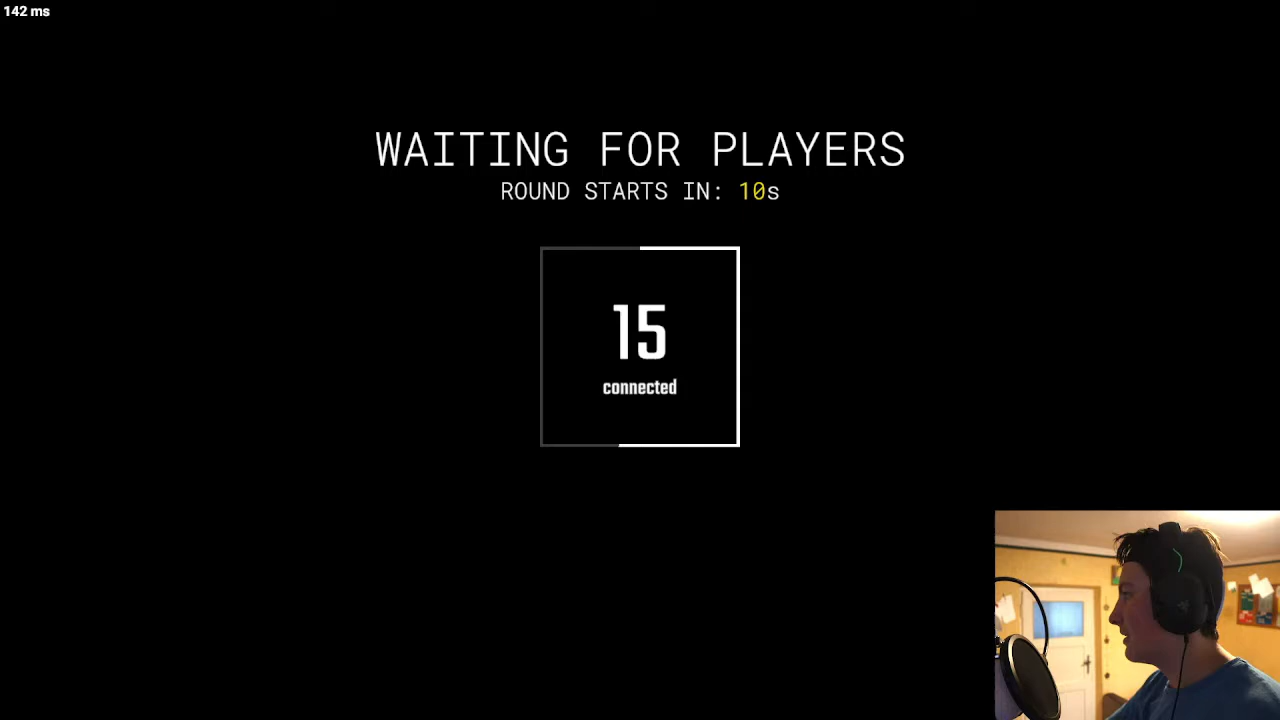 142 ms
WAITING FOR PLAYERS
ROUND STARTS IN: 10s
15
connected